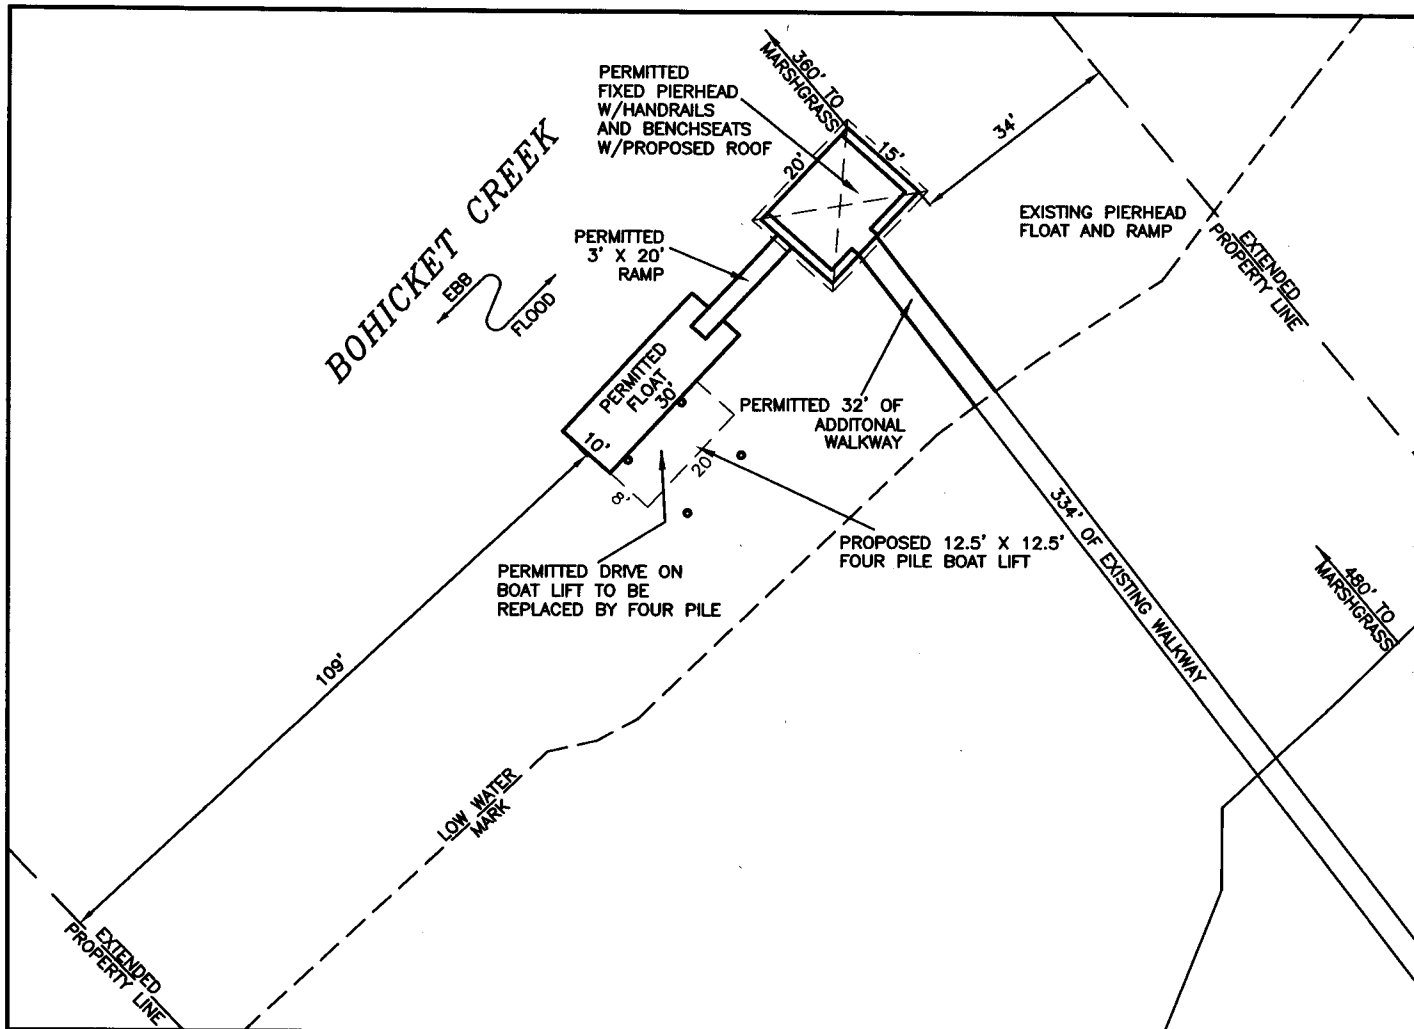 PERMITTED
FIXED PIERHEAD
W/HANDRAILS
AND BENCHSEATS
W/PROPOSED ROOF
360' TO
MARSHGRASS
20'
15'
34'
EXISTING PIERHEAD
FLOAT AND RAMP
EXTENDED
PROPERTY LINE
BOHICKET CREEK
EBB
FLOOD
PERMITTED
3' X 20'
RAMP
PERMITTED
FLOAT
30'
10'
8'
20'
PERMITTED 32' OF
ADDITONAL
WALKWAY
PROPOSED 12.5' X 12.5'
FOUR PILE BOAT LIFT
PERMITTED DRIVE ON
BOAT LIFT TO BE
REPLACED BY FOUR PILE
334' OF EXISTING WALKWAY
480' TO
MARSHGRASS
109'
LOW WATER
MARK
EXTENDED
PROPERTY LINE